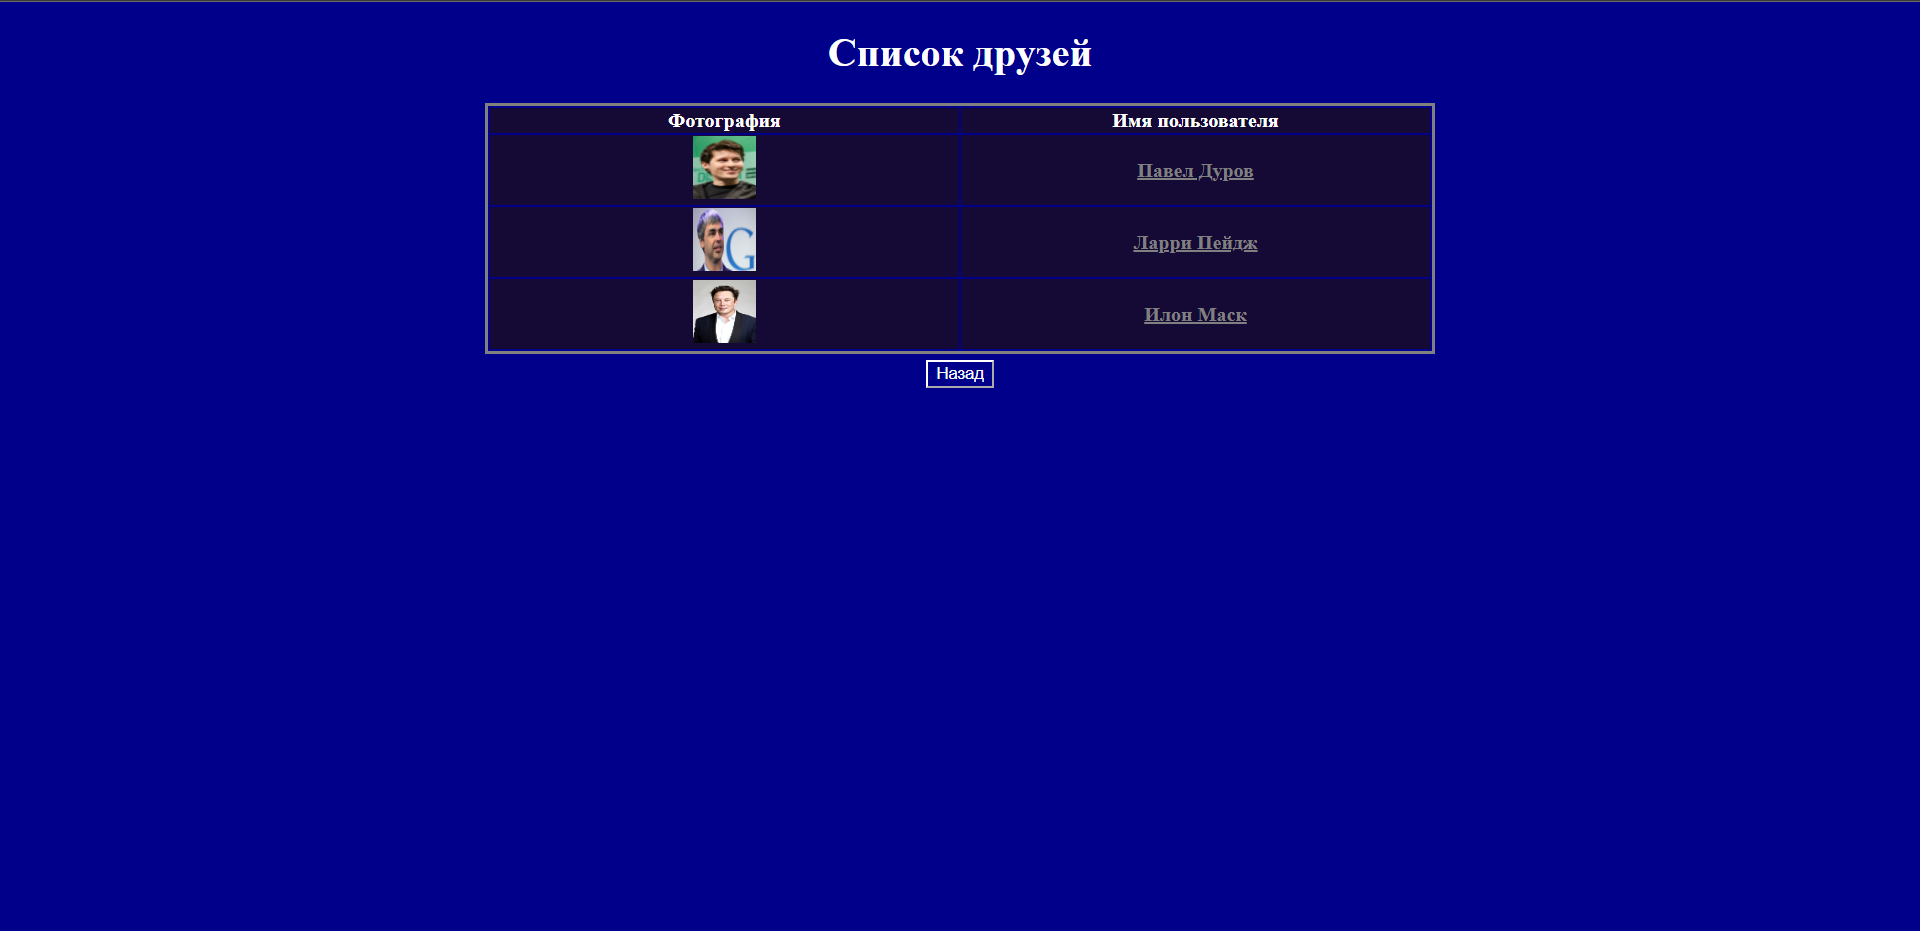 Список друзей
Фотография Имя пользователя
Павел Дуров
G
Ларри Пейдж
Илон Маск
Назад